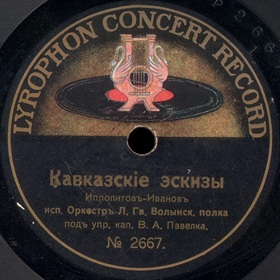 LYROPHON CONCERT RECORD
Кавказскіе эскизы
Ипполитовъ-Ивановъ
исп. Оркестръ Л. Гв. Волынск. полка
подъ упр. кап. В. А. Павелка.
№ 2667.